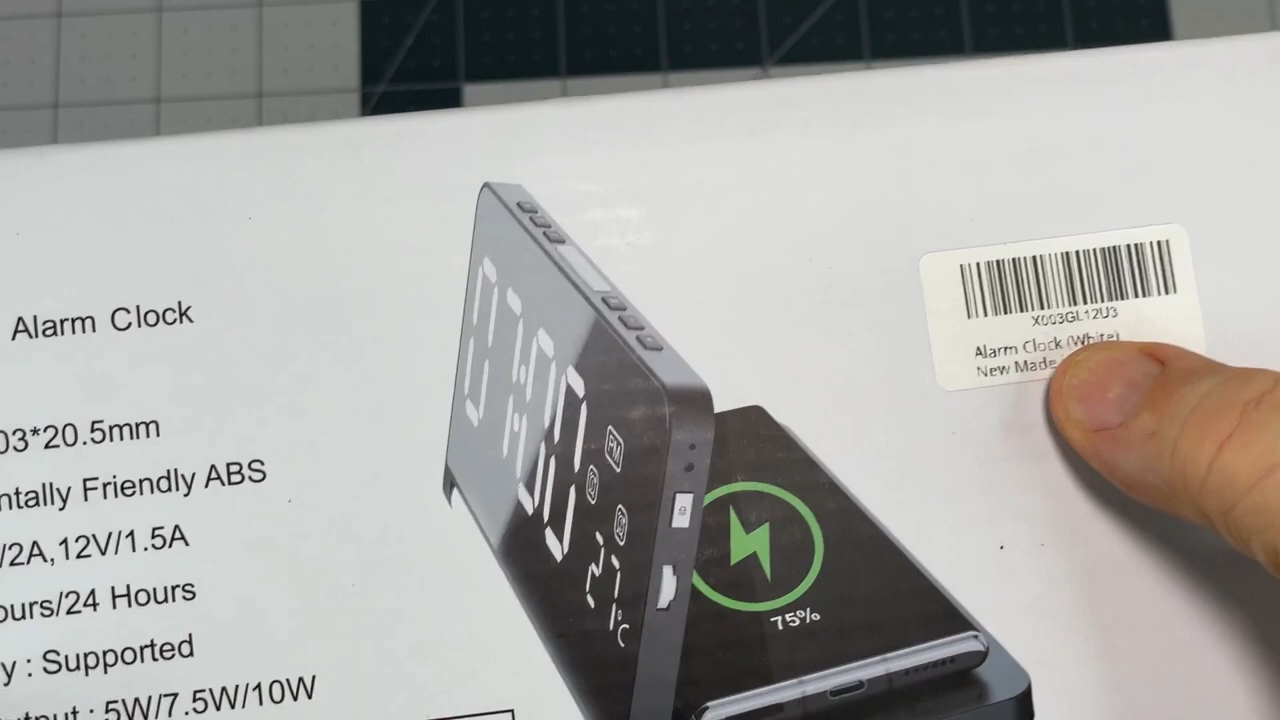 Alarm Clock
03*20.5mm
ntally Friendly ABS
/2A,12V/1.5A
ours/24 Hours
y : Supported
tput : 5W/7.5W/10W
07:00
PM
27°C
75%
X003GL12U3
Alarm Clock (White)
New Made